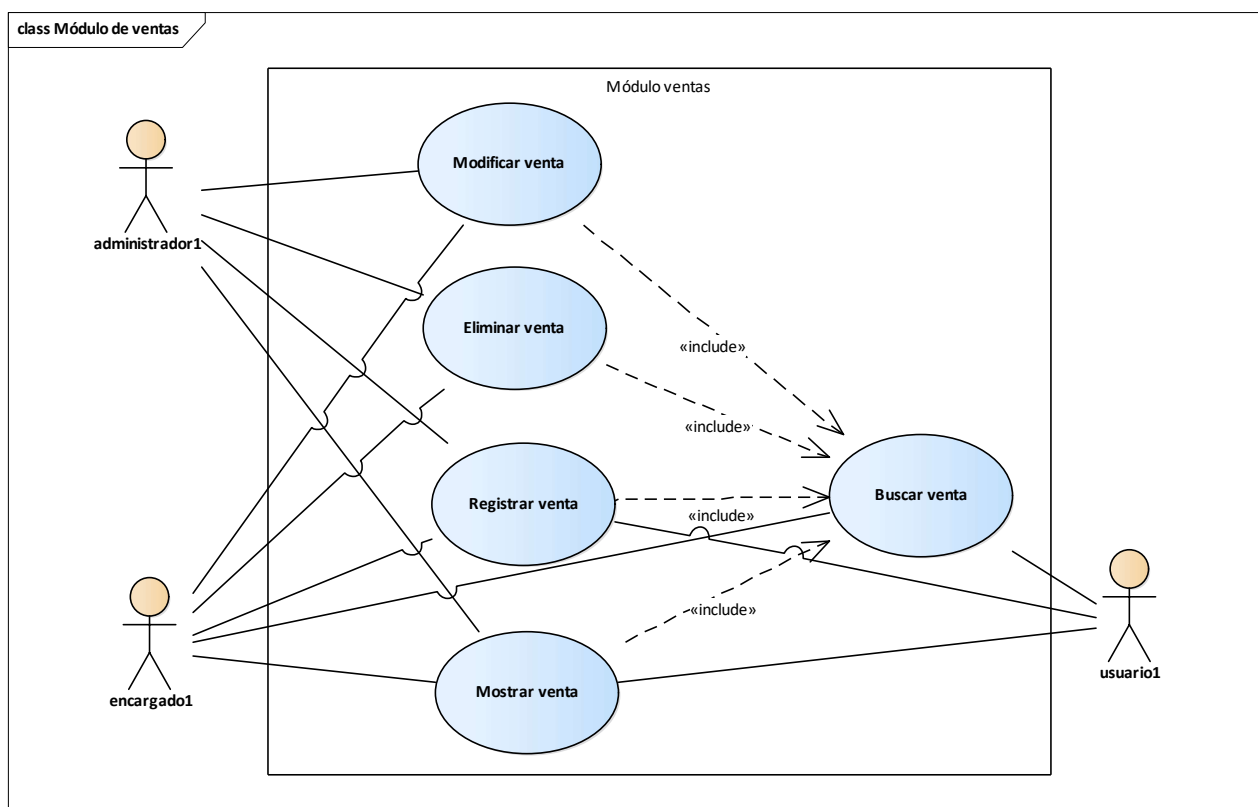 class Módulo de ventas
Módulo ventas
Modificar venta
administrador1
Eliminar venta
«include»
«include»
Registrar venta
Buscar venta
«include»
«include»
encargado1
Mostrar venta
usuario1